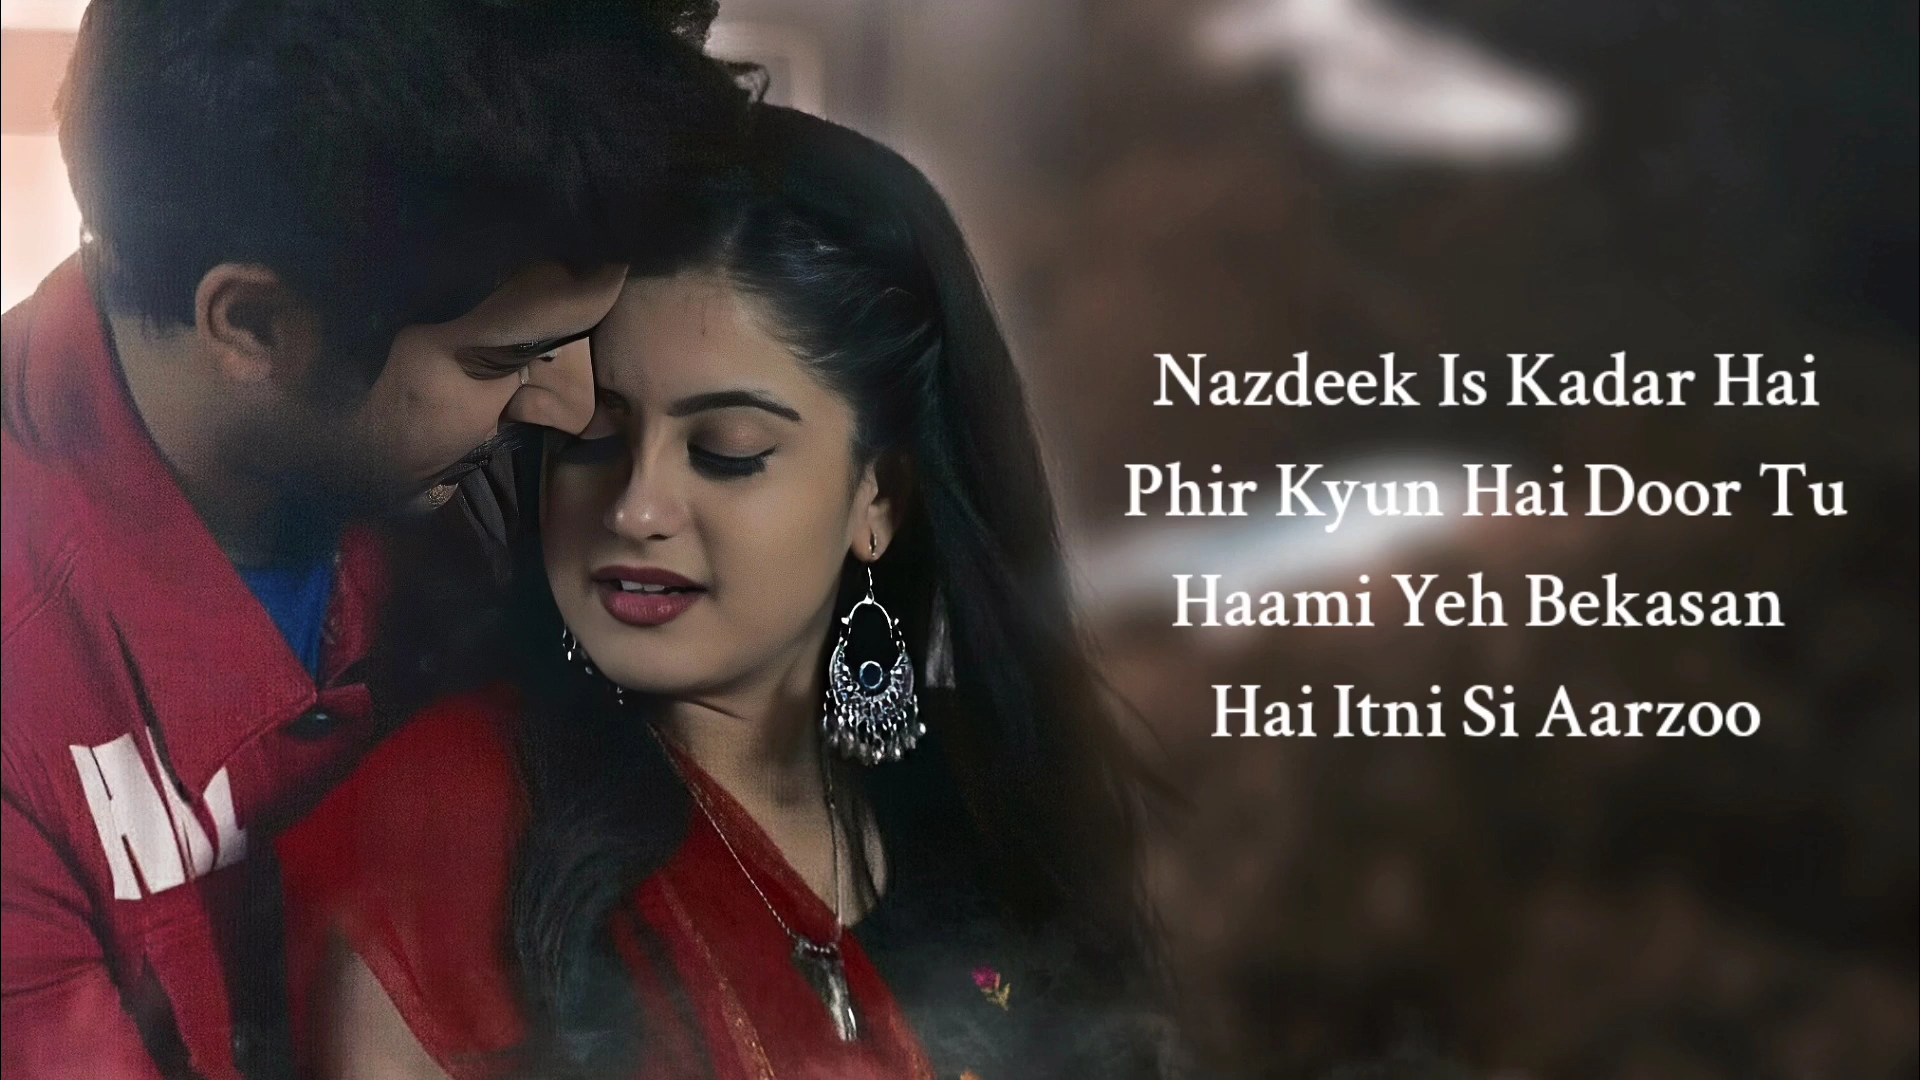 Nazdeek Is Kadar Hai
Phir Kyun Hai Door Tu
Haami Yeh Bekasan
Hai Itni Si Aarzoo